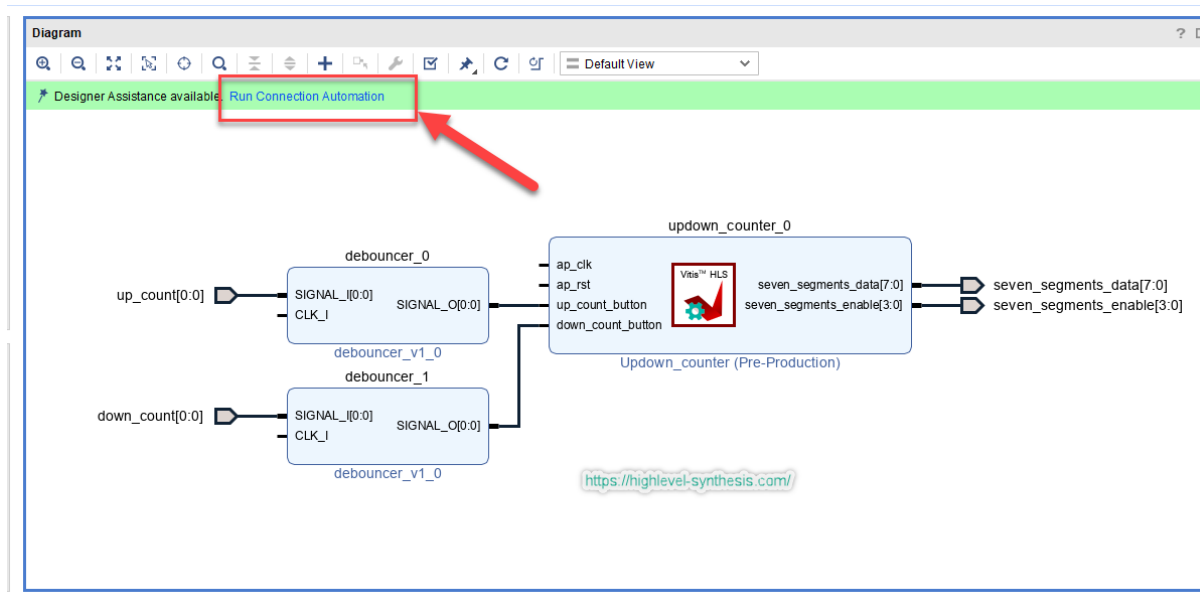 Diagram
?
Default View
Designer Assistance available. Run Connection Automation
updown_counter_0
debouncer_0
ap_clk
ap_rst
Vitis™ HLS
seven_segments_data[7:0]
seven_segments_data[7:0]
up_count[0:0]
SIGNAL_I[0:0]
SIGNAL_O[0:0]
up_count_button
seven_segments_enable[3:0]
seven_segments_enable[3:0]
CLK_I
down_count_button
debouncer_v1_0
Updown_counter (Pre-Production)
debouncer_1
down_count[0:0]
SIGNAL_I[0:0]
SIGNAL_O[0:0]
CLK_I
debouncer_v1_0
https://highlevel-synthesis.com/